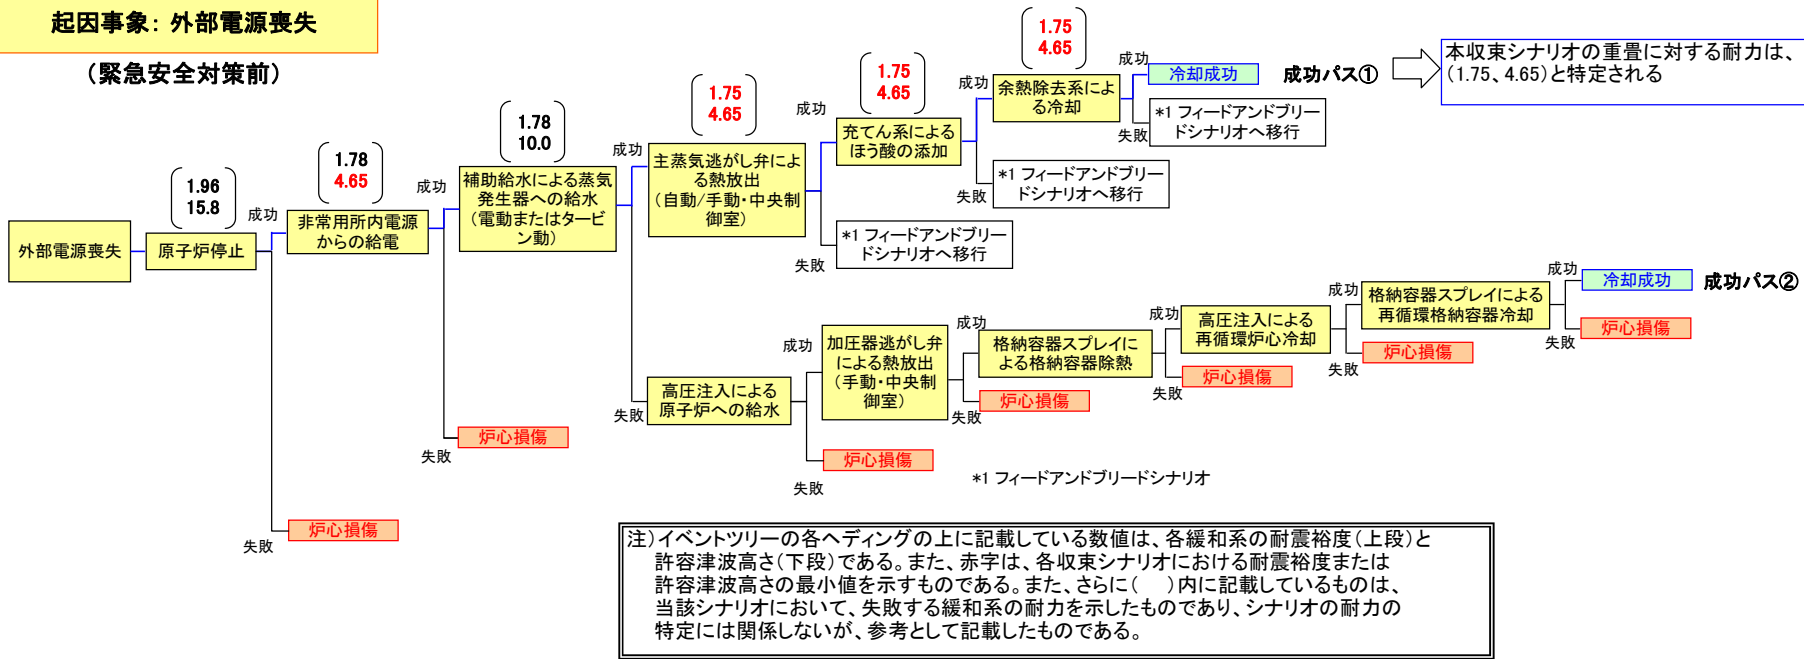 起因事象： 外部電源喪失
（緊急安全対策前）
外部電源喪失
1.96
15.8
原子炉停止
成功
失敗
炉心損傷
1.78
4.65
非常用所内電源
からの給電
成功
失敗
炉心損傷
1.78
10.0
補助給水による蒸気
発生器への給水
（電動またはタービ
ン動）
成功
失敗
1.75
4.65
主蒸気逃がし弁によ
る熱放出
（自動/手動・中央制
御室）
成功
失敗
*1 フィードアンドブリー
ドシナリオへ移行
1.75
4.65
充てん系による
ほう酸の添加
成功
失敗
*1 フィードアンドブリー
ドシナリオへ移行
1.75
4.65
余熱除去系によ
る冷却
成功
失敗
冷却成功
成功パス①
*1 フィードアンドブリー
ドシナリオへ移行
本収束シナリオの重畳に対する耐力は、
（1.75、4.65）と特定される
高圧注入による
原子炉への給水
成功
失敗
炉心損傷
加圧器逃がし弁
による熱放出
（手動・中央制
御室）
成功
失敗
炉心損傷
格納容器スプレイに
よる格納容器除熱
成功
失敗
炉心損傷
高圧注入による
再循環炉心冷却
成功
失敗
炉心損傷
格納容器スプレイによる
再循環格納容器冷却
成功
失敗
冷却成功
成功パス②
炉心損傷
*1 フィードアンドブリードシナリオ
注）イベントツリーの各ヘディングの上に記載している数値は、各緩和系の耐震裕度（上段）と
許容津波高さ（下段）である。また、赤字は、各収束シナリオにおける耐震裕度または
許容津波高さの最小値を示すものである。また、さらに（　）内に記載しているものは、
当該シナリオにおいて、失敗する緩和系の耐力を示したものであり、シナリオの耐力の
特定には関係しないが、参考として記載したものである。